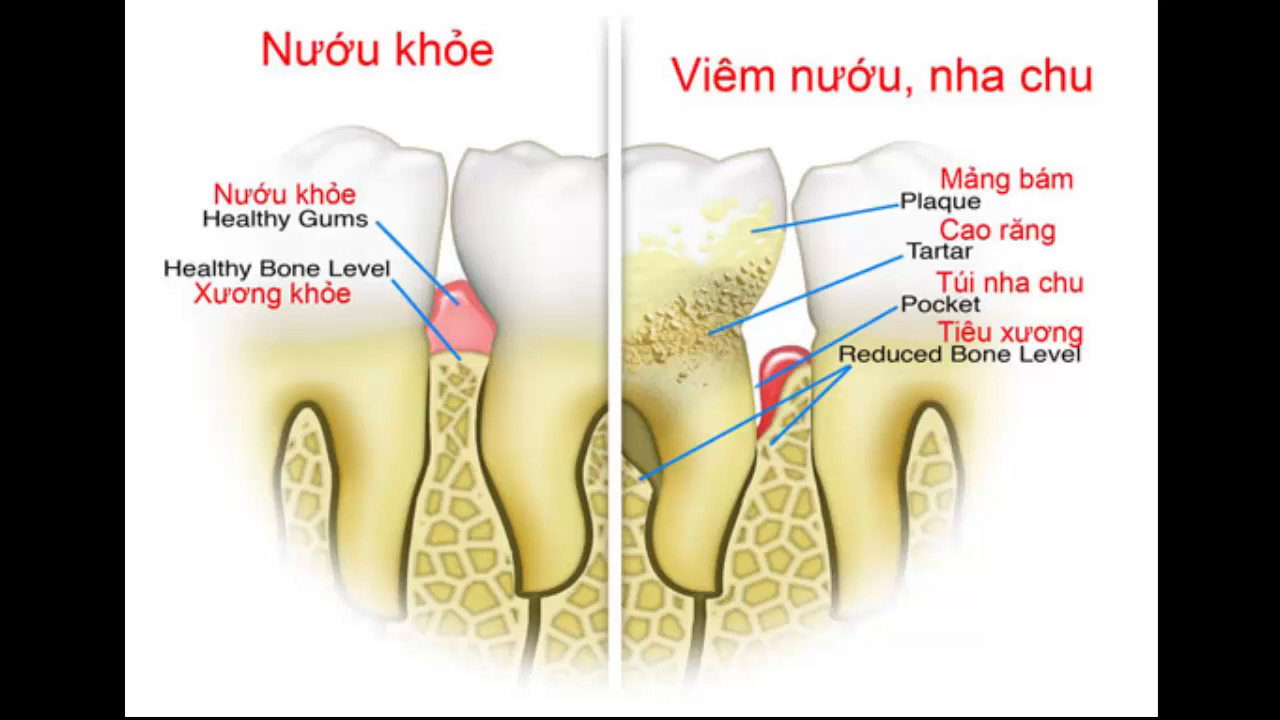 Nướu khỏe
Viêm nướu, nha chu
Nướu khỏe
Healthy Gums
Healthy Bone Level
Xương khỏe
Mảng bám
Plaque
Cao răng
Tartar
Túi nha chu
Pocket
Tiêu xương
Reduced Bone Level